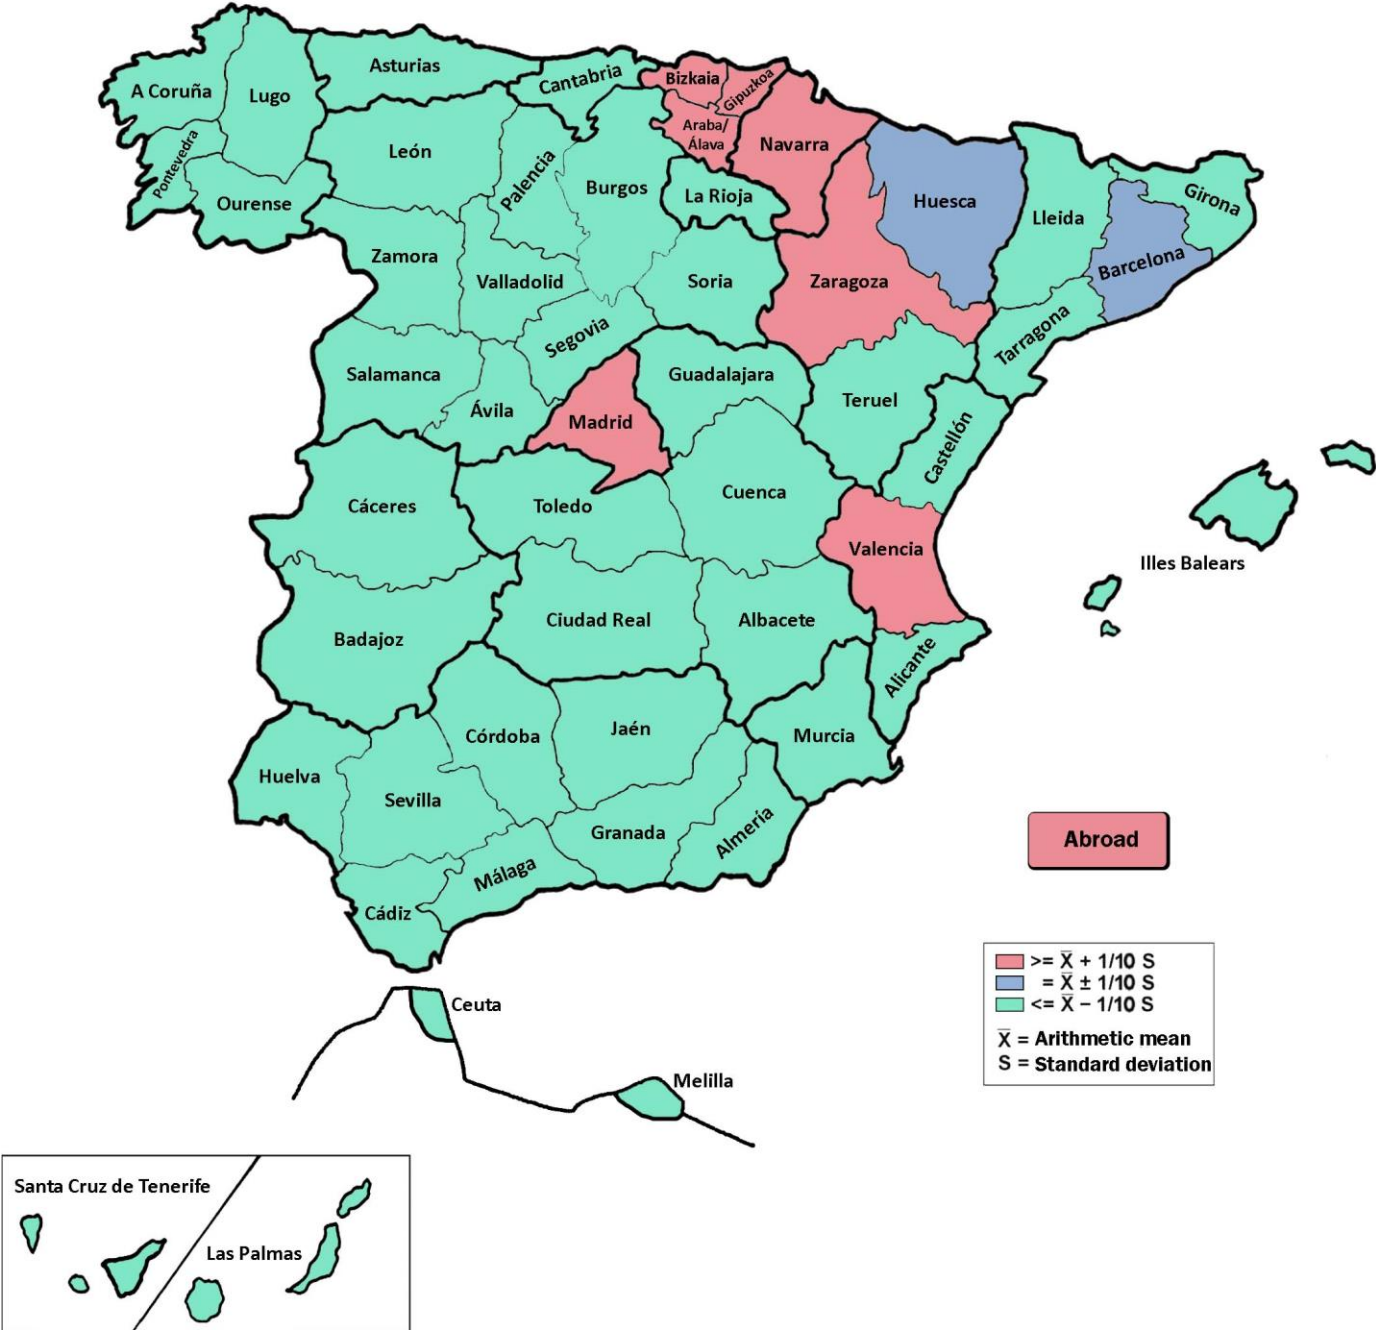 A Coruña
Lugo
Asturias
Cantabria
Bizkaia
Gipuzkoa
Araba/
Álava
Navarra
Pontevedra
Ourense
León
Palencia
Burgos
La Rioja
Huesca
Lleida
Girona
Barcelona
Zamora
Valladolid
Soria
Zaragoza
Tarragona
Segovia
Salamanca
Ávila
Madrid
Guadalajara
Teruel
Castellón
Cáceres
Toledo
Cuenca
Valencia
Illes Balears
Badajoz
Ciudad Real
Albacete
Alicante
Huelva
Sevilla
Córdoba
Jaén
Murcia
Granada
Almeria
Málaga
Cádiz
Abroad
>= X̅ + 1/10 S
= X̅ ± 1/10 S
<= X̅ − 1/10 S
X̅ = Arithmetic mean
S = Standard deviation
Ceuta
Melilla
Santa Cruz de Tenerife
Las Palmas